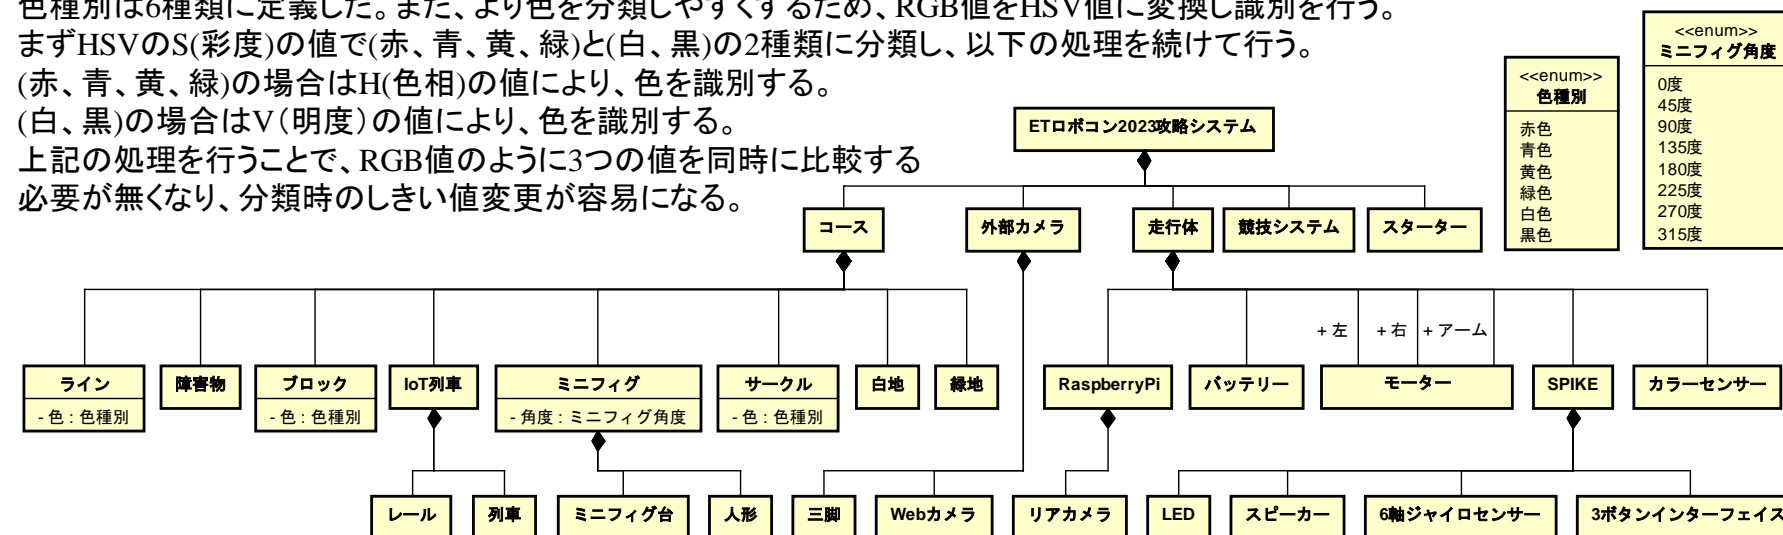 色種別は6種類に定義した。また、より色を分類しやすくするため、RGB値をHSV値に変換し識別を行う。
まずHSVのS(彩度)の値で(赤、青、黄、緑)と(白、黒)の2種類に分類し、以下の処理を続けて行う。
(赤、青、黄、緑)の場合はH(色相)の値により、色を識別する。
(白、黒)の場合はV（明度）の値により、色を識別する。
上記の処理を行うことで、RGB値のように3つの値を同時に比較する
必要が無くなり、分類時のしきい値変更が容易になる。
<<enum>>
ミニフィグ角度
0度
45度
90度
135度
180度
225度
270度
315度
<<enum>>
色種別
赤色
青色
黄色
緑色
白色
黒色
ETロボコン2023攻略システム
コース
外部カメラ
走行体
競技システム
スターター
+ 左
+ 右
+ アーム
ライン
- 色 : 色種別
障害物
ブロック
- 色 : 色種別
IoT列車
ミニフィグ
- 角度 : ミニフィグ角度
サークル
- 色 : 色種別
白地
緑地
RaspberryPi
バッテリー
モーター
SPIKE
カラーセンサー
レール
列車
ミニフィグ台
人形
三脚
Webカメラ
リアカメラ
LED
スピーカー
6軸ジャイロセンサー
3ボタンインターフェイス